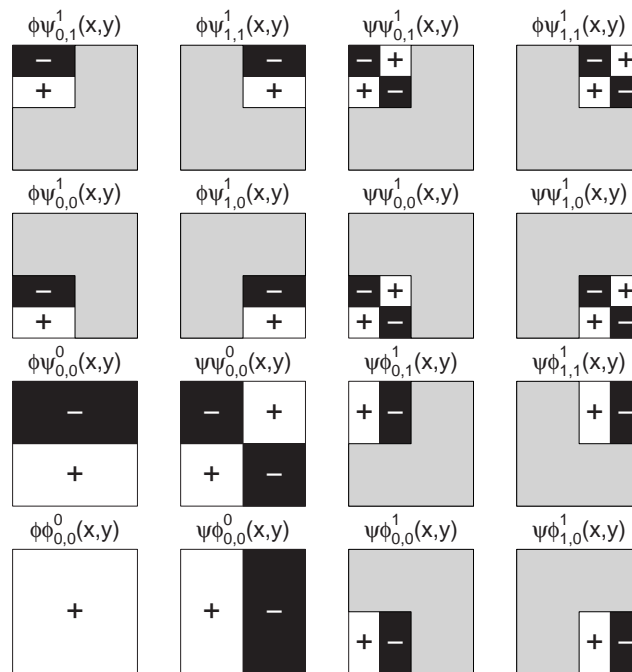 ϕψ¹₀,₁(x,y) ϕψ¹₁,₁(x,y) ψψ¹₀,₁(x,y) ϕψ¹₁,₁(x,y)
− − − + − +
+ + + − + −
ϕψ¹₀,₀(x,y) ϕψ¹₁,₀(x,y) ψψ¹₀,₀(x,y) ψψ¹₁,₀(x,y)
− − − + − +
+ + + − + −
ϕψ⁰₀,₀(x,y) ψψ⁰₀,₀(x,y) ψϕ¹₀,₁(x,y) ψϕ¹₁,₁(x,y)
− − + + − + −
+ + −
ϕϕ⁰₀,₀(x,y) ψϕ⁰₀,₀(x,y) ψϕ¹₀,₀(x,y) ψϕ¹₁,₀(x,y)
+ + −
+ − + −